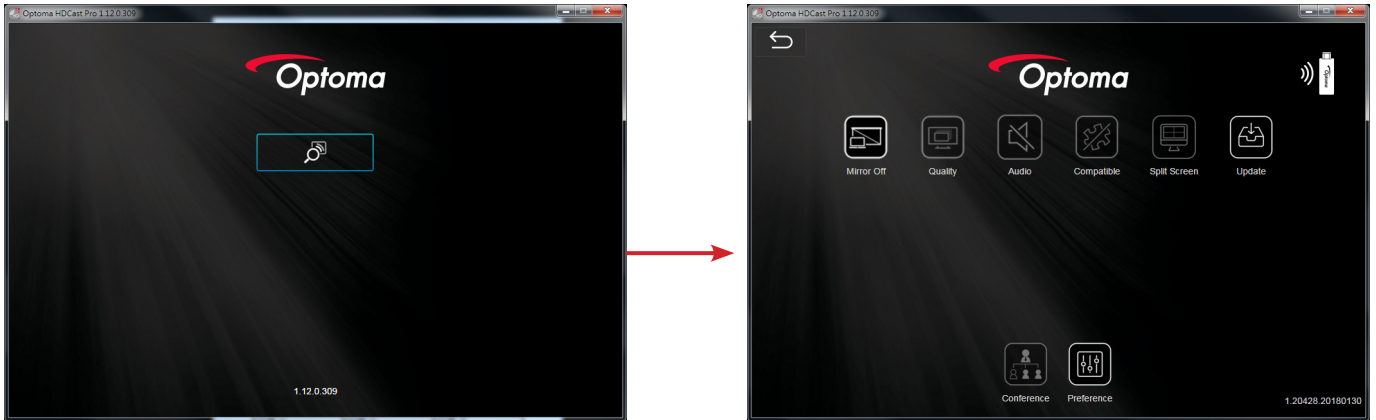 Optoma HDCast Pro 1.12.0.309
Optoma
1.12.0.309
Optoma HDCast Pro 1.12.0.309
Optoma
Optoma
Mirror Off
Quality
Audio
Compatible
Split Screen
Update
Conference
Preference
1.20428.20180130